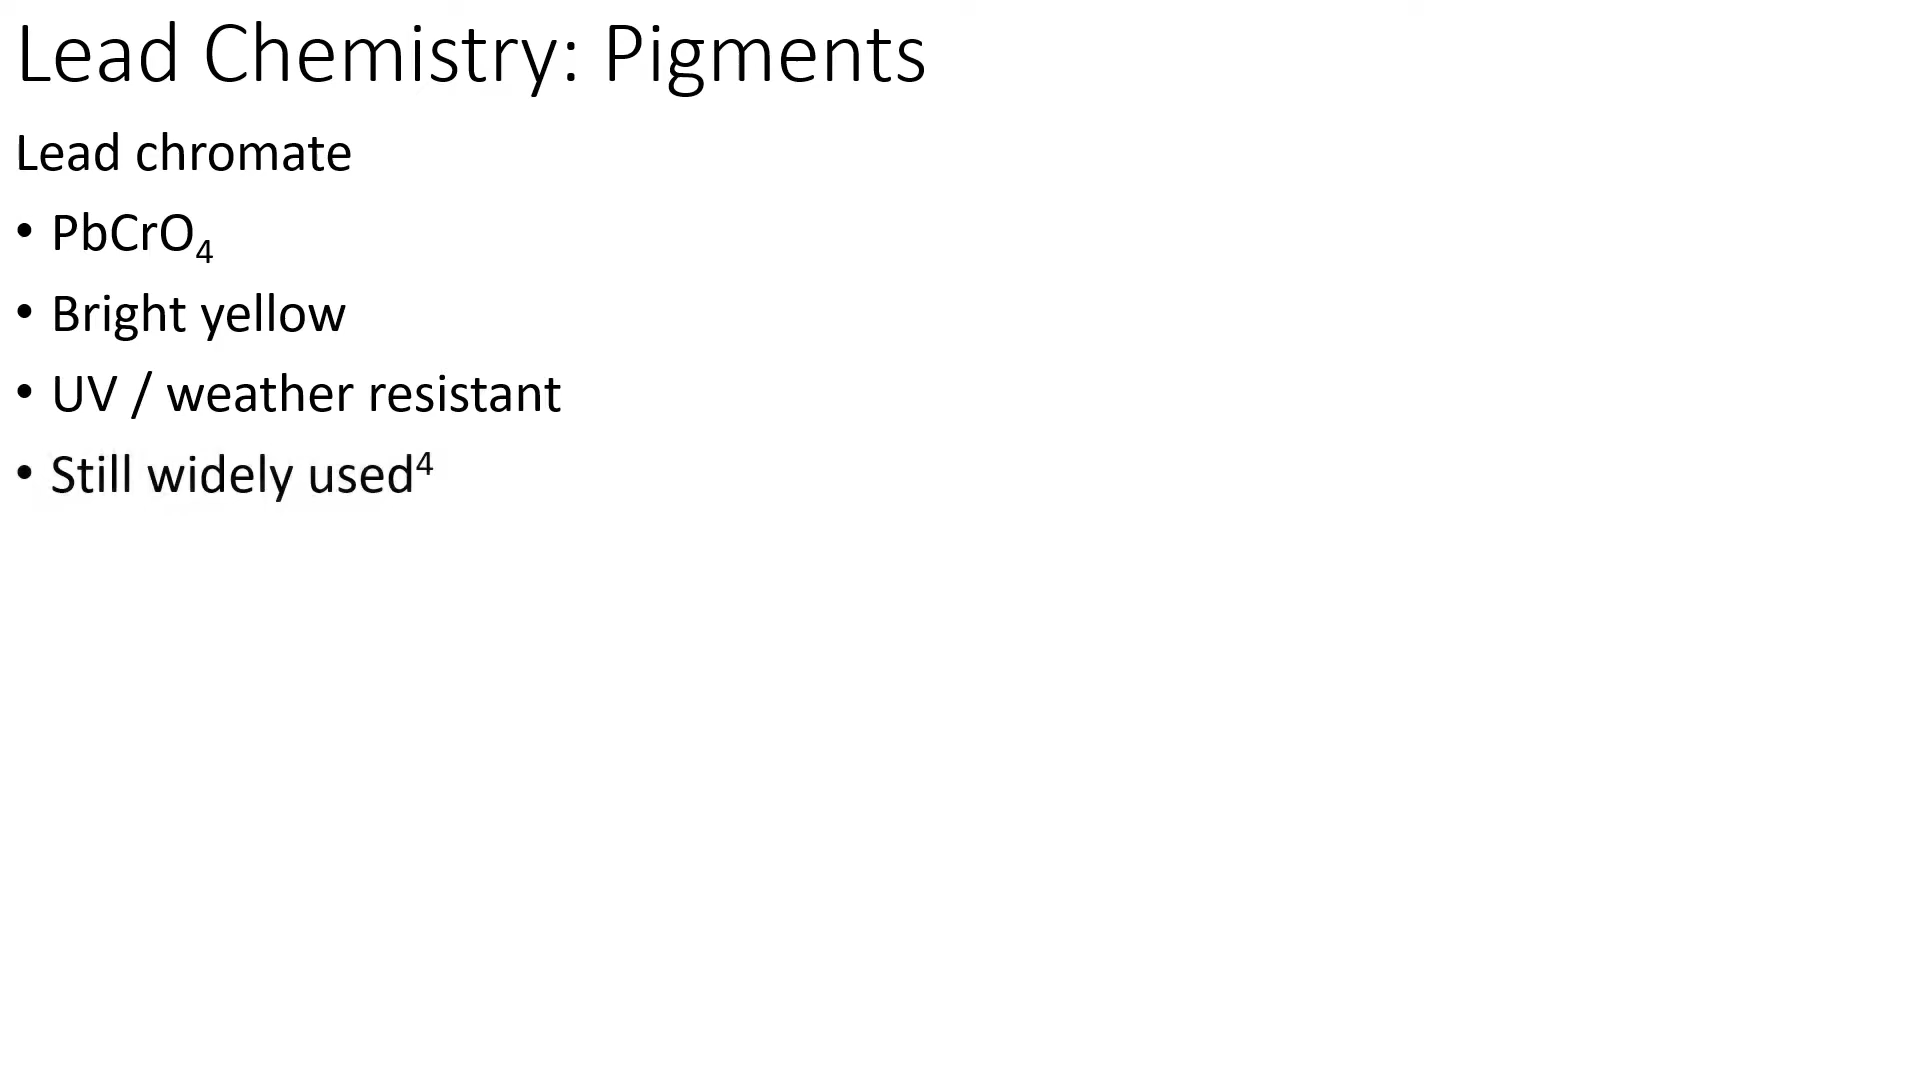 Lead Chemistry: Pigments
Lead chromate
• PbCrO₄
• Bright yellow
• UV / weather resistant
• Still widely used⁴